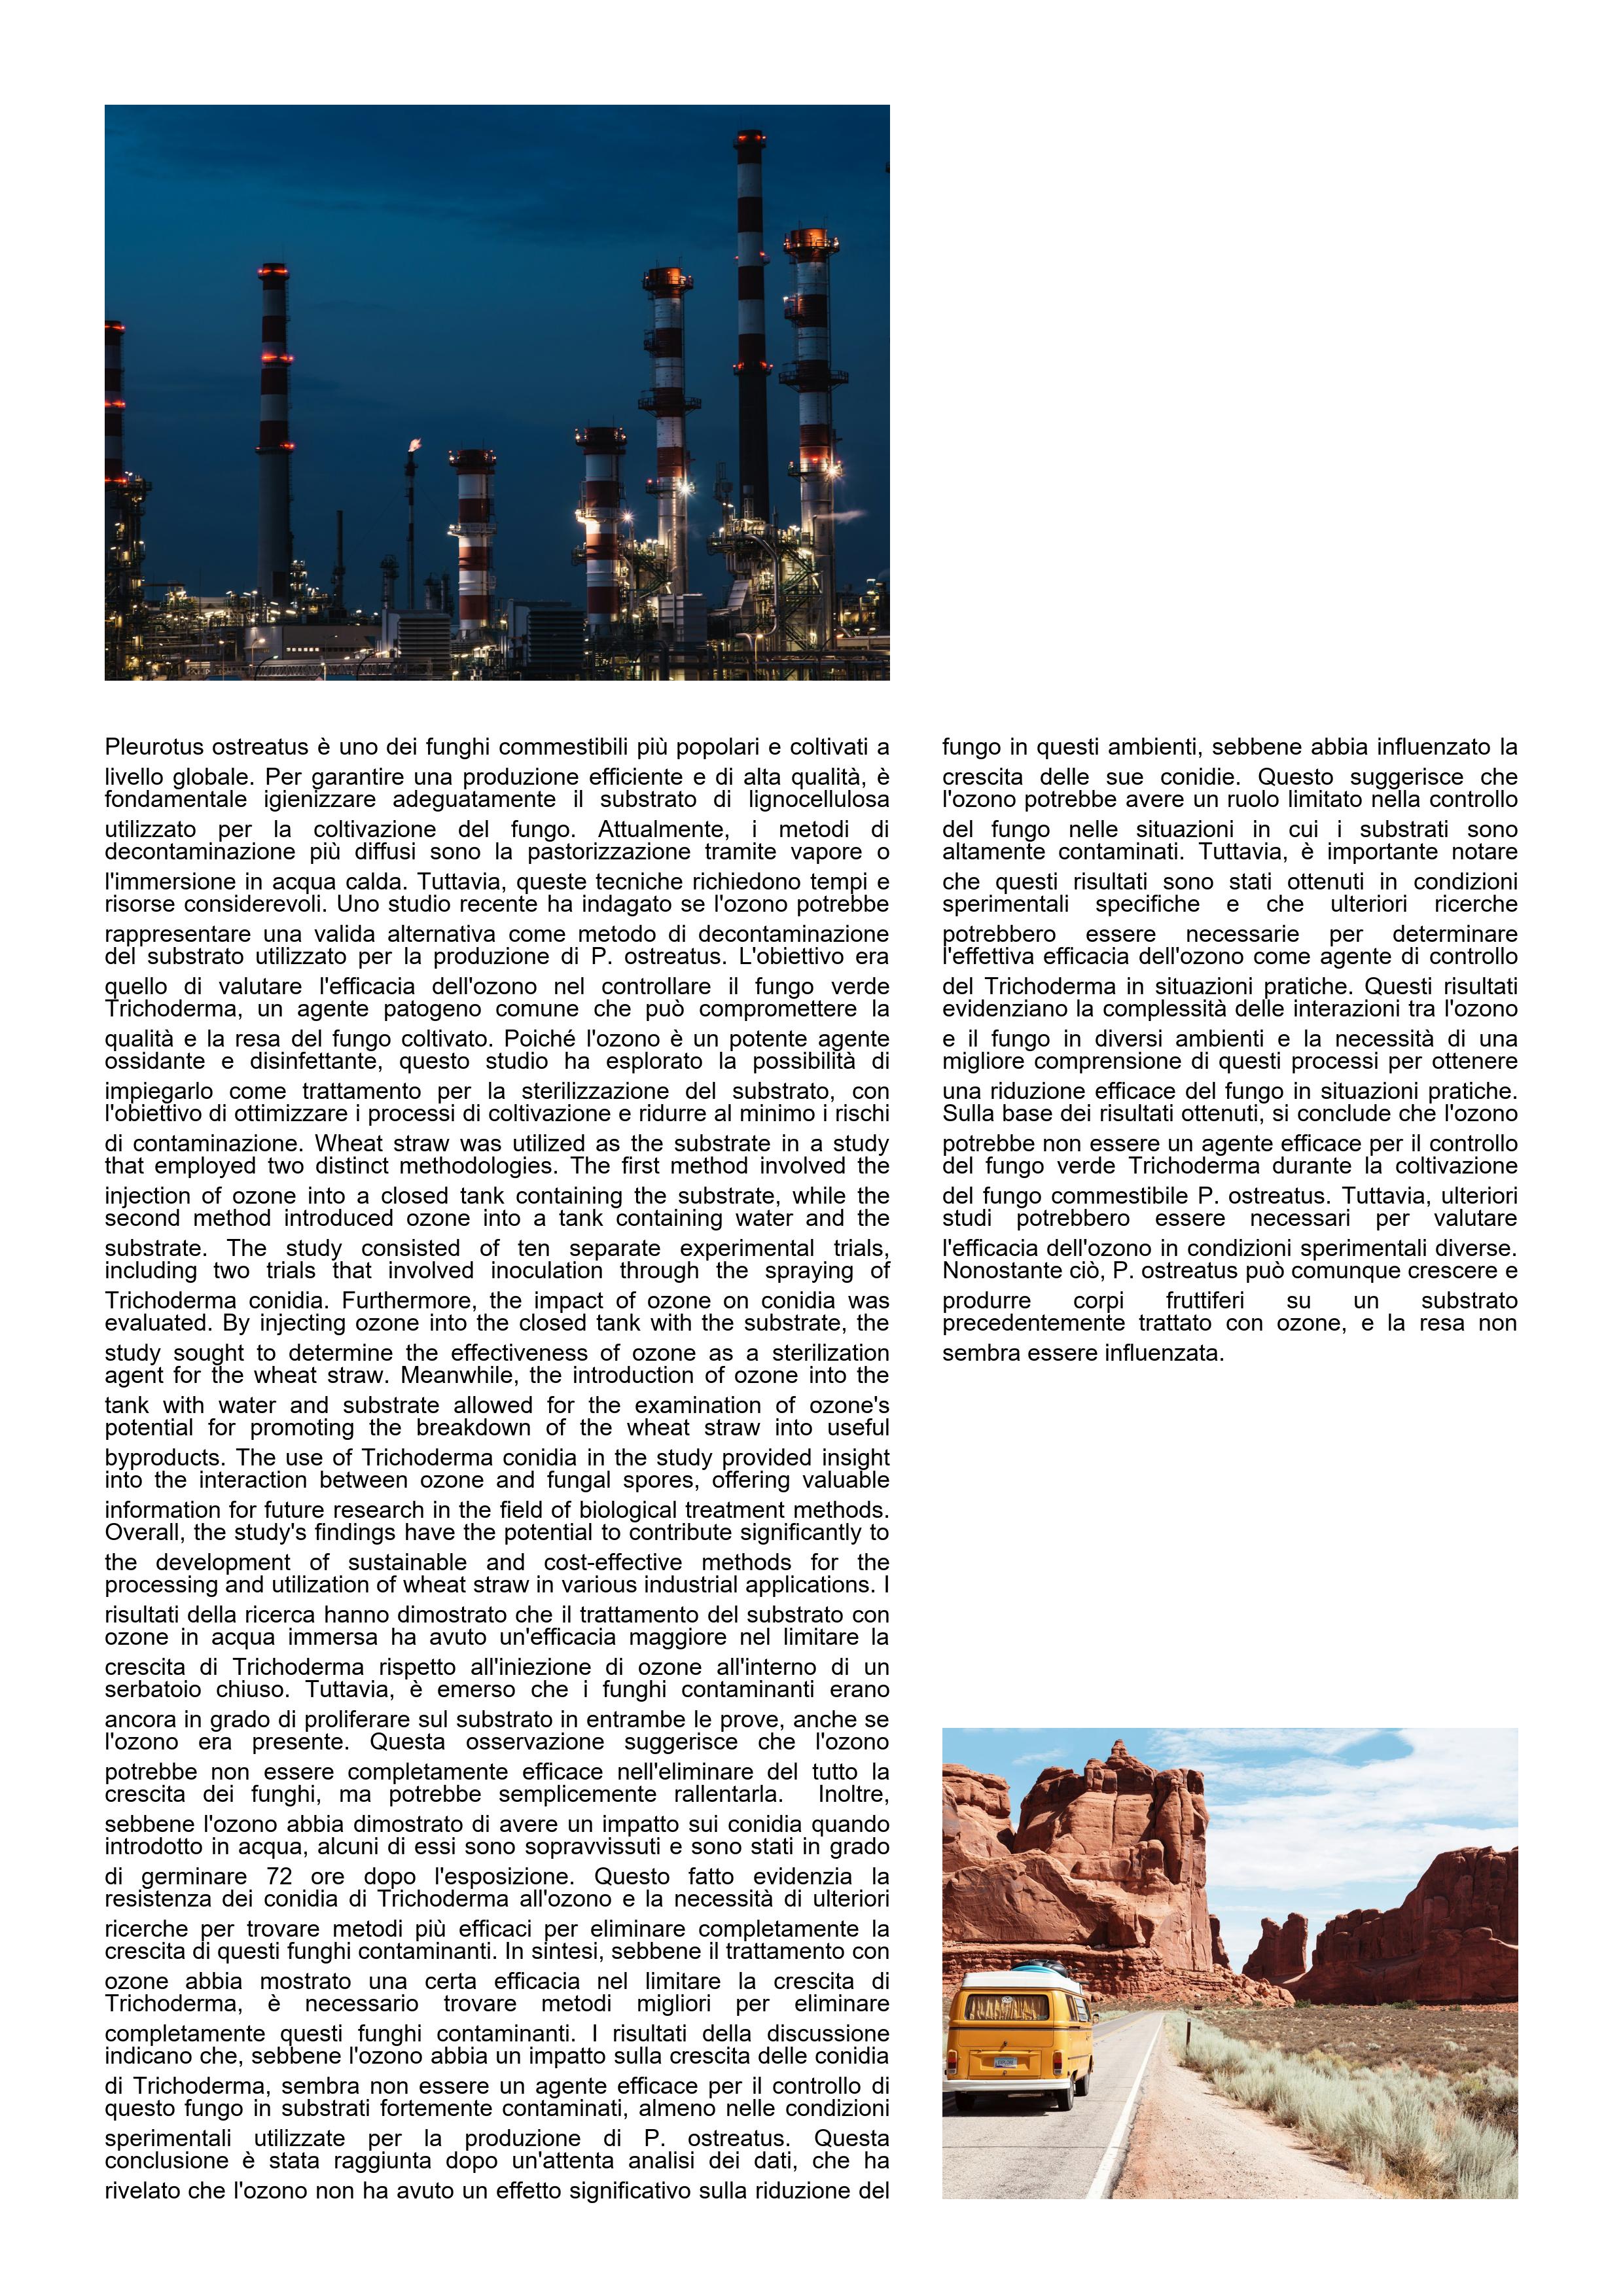 Pleurotus ostreatus è uno dei funghi commestibili più popolari e coltivati a
livello globale. Per garantire una produzione efficiente e di alta qualità, è
fondamentale igienizzare adeguatamente il substrato di lignocellulosa
utilizzato per la coltivazione del fungo. Attualmente, i metodi di
decontaminazione più diffusi sono la pastorizzazione tramite vapore o
l'immersione in acqua calda. Tuttavia, queste tecniche richiedono tempi e
risorse considerevoli. Uno studio recente ha indagato se l'ozono potrebbe
rappresentare una valida alternativa come metodo di decontaminazione
del substrato utilizzato per la produzione di P. ostreatus. L'obiettivo era
quello di valutare l'efficacia dell'ozono nel controllare il fungo verde
Trichoderma, un agente patogeno comune che può compromettere la
qualità e la resa del fungo coltivato. Poiché l'ozono è un potente agente
ossidante e disinfettante, questo studio ha esplorato la possibilità di
impiegarlo come trattamento per la sterilizzazione del substrato, con
l'obiettivo di ottimizzare i processi di coltivazione e ridurre al minimo i rischi
di contaminazione. Wheat straw was utilized as the substrate in a study
that employed two distinct methodologies. The first method involved the
injection of ozone into a closed tank containing the substrate, while the
second method introduced ozone into a tank containing water and the
substrate. The study consisted of ten separate experimental trials,
including two trials that involved inoculation through the spraying of
Trichoderma conidia. Furthermore, the impact of ozone on conidia was
evaluated. By injecting ozone into the closed tank with the substrate, the
study sought to determine the effectiveness of ozone as a sterilization
agent for the wheat straw. Meanwhile, the introduction of ozone into the
tank with water and substrate allowed for the examination of ozone's
potential for promoting the breakdown of the wheat straw into useful
byproducts. The use of Trichoderma conidia in the study provided insight
into the interaction between ozone and fungal spores, offering valuable
information for future research in the field of biological treatment methods.
Overall, the study's findings have the potential to contribute significantly to
the development of sustainable and cost-effective methods for the
processing and utilization of wheat straw in various industrial applications. I
risultati della ricerca hanno dimostrato che il trattamento del substrato con
ozone in acqua immersa ha avuto un'efficacia maggiore nel limitare la
crescita di Trichoderma rispetto all'iniezione di ozone all'interno di un
serbatoio chiuso. Tuttavia, è emerso che i funghi contaminanti erano
ancora in grado di proliferare sul substrato in entrambe le prove, anche se
l'ozono era presente. Questa osservazione suggerisce che l'ozono
potrebbe non essere completamente efficace nell'eliminare del tutto la
crescita dei funghi, ma potrebbe semplicemente rallentarla. Inoltre,
sebbene l'ozono abbia dimostrato di avere un impatto sui conidia quando
introdotto in acqua, alcuni di essi sono sopravvissuti e sono stati in grado
di germinare 72 ore dopo l'esposizione. Questo fatto evidenzia la
resistenza dei conidia di Trichoderma all'ozono e la necessità di ulteriori
ricerche per trovare metodi più efficaci per eliminare completamente la
crescita di questi funghi contaminanti. In sintesi, sebbene il trattamento con
ozone abbia mostrato una certa efficacia nel limitare la crescita di
Trichoderma, è necessario trovare metodi migliori per eliminare
completamente questi funghi contaminanti. I risultati della discussione
indicano che, sebbene l'ozono abbia un impatto sulla crescita delle conidia
di Trichoderma, sembra non essere un agente efficace per il controllo di
questo fungo in substrati fortemente contaminati, almeno nelle condizioni
sperimentali utilizzate per la produzione di P. ostreatus. Questa
conclusione è stata raggiunta dopo un'attenta analisi dei dati, che ha
rivelato che l'ozono non ha avuto un effetto significativo sulla riduzione del
fungo in questi ambienti, sebbene abbia influenzato la
crescita delle sue conidie. Questo suggerisce che
l'ozono potrebbe avere un ruolo limitato nella controllo
del fungo nelle situazioni in cui i substrati sono
altamente contaminati. Tuttavia, è importante notare
che questi risultati sono stati ottenuti in condizioni
sperimentali specifiche e che ulteriori ricerche
potrebbero essere necessarie per determinare
l'effettiva efficacia dell'ozono come agente di controllo
del Trichoderma in situazioni pratiche. Questi risultati
evidenziano la complessità delle interazioni tra l'ozono
e il fungo in diversi ambienti e la necessità di una
migliore comprensione di questi processi per ottenere
una riduzione efficace del fungo in situazioni pratiche.
Sulla base dei risultati ottenuti, si conclude che l'ozono
potrebbe non essere un agente efficace per il controllo
del fungo verde Trichoderma durante la coltivazione
del fungo commestibile P. ostreatus. Tuttavia, ulteriori
studi potrebbero essere necessari per valutare
l'efficacia dell'ozono in condizioni sperimentali diverse.
Nonostante ciò, P. ostreatus può comunque crescere e
produrre corpi fruttiferi su un substrato
precedentemente trattato con ozone, e la resa non
sembra essere influenzata.